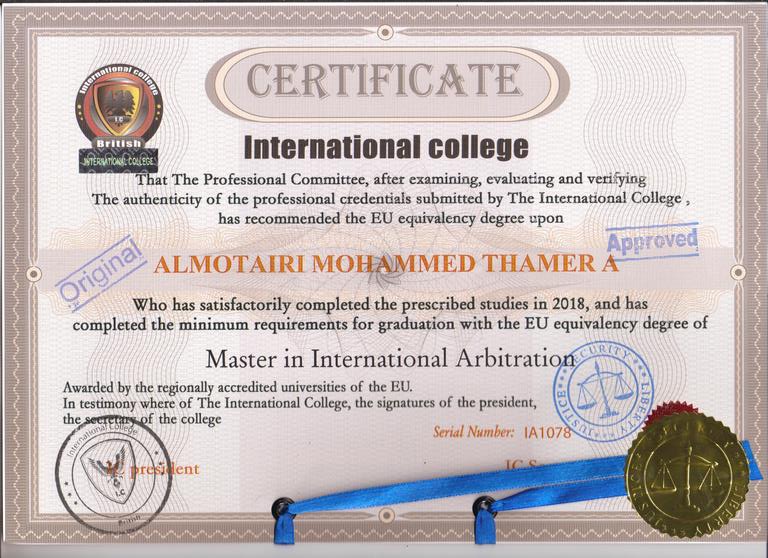 CERTIFICATE
International college
British
I.C
INTERNATIONAL COLLEGE
International college
That The Professional Committee, after examining, evaluating and verifying
The authenticity of the professional credentials submitted by The International College ,
has recommended the EU equivalency degree upon
Original
Approved
ALMOTAIRI MOHAMMED THAMER A
Who has satisfactorily completed the prescribed studies in 2018, and has
completed the minimum requirements for graduation with the EU equivalency degree of
Master in International Arbitration
Awarded by the regionally accredited universities of the EU.
In testimony where of The International College, the signatures of the president,
the secretary of the college
SECURITY
LIBERTY
JUSTICE
Serial Number: IA1078
International College
I.C
British
IC president
IC
LIBERTY